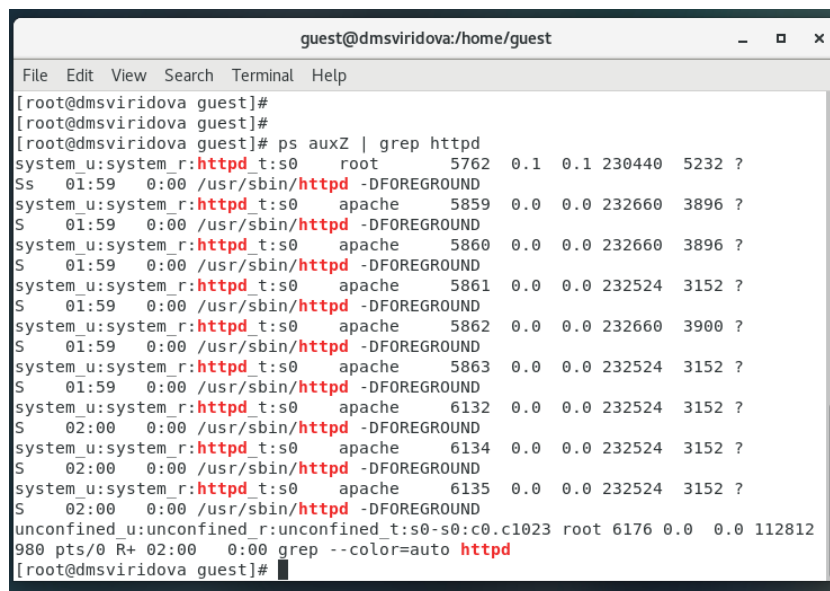 guest@dmsviridova:/home/guest
File Edit View Search Terminal Help
[root@dmsviridova guest]#
[root@dmsviridova guest]#
[root@dmsviridova guest]# ps auxZ | grep httpd
system_u:system_r:httpd_t:s0    root       5762  0.1  0.1 230440  5232 ?
Ss   01:59   0:00 /usr/sbin/httpd -DFOREGROUND
system_u:system_r:httpd_t:s0    apache     5859  0.0  0.0 232660  3896 ?
S    01:59   0:00 /usr/sbin/httpd -DFOREGROUND
system_u:system_r:httpd_t:s0    apache     5860  0.0  0.0 232660  3896 ?
S    01:59   0:00 /usr/sbin/httpd -DFOREGROUND
system_u:system_r:httpd_t:s0    apache     5861  0.0  0.0 232524  3152 ?
S    01:59   0:00 /usr/sbin/httpd -DFOREGROUND
system_u:system_r:httpd_t:s0    apache     5862  0.0  0.0 232660  3900 ?
S    01:59   0:00 /usr/sbin/httpd -DFOREGROUND
system_u:system_r:httpd_t:s0    apache     5863  0.0  0.0 232524  3152 ?
S    01:59   0:00 /usr/sbin/httpd -DFOREGROUND
system_u:system_r:httpd_t:s0    apache     6132  0.0  0.0 232524  3152 ?
S    02:00   0:00 /usr/sbin/httpd -DFOREGROUND
system_u:system_r:httpd_t:s0    apache     6134  0.0  0.0 232524  3152 ?
S    02:00   0:00 /usr/sbin/httpd -DFOREGROUND
system_u:system_r:httpd_t:s0    apache     6135  0.0  0.0 232524  3152 ?
S    02:00   0:00 /usr/sbin/httpd -DFOREGROUND
unconfined_u:unconfined_r:unconfined_t:s0-s0:c0.c1023 root 6176 0.0  0.0 112812
980 pts/0 R+ 02:00   0:00 grep --color=auto httpd
[root@dmsviridova guest]#